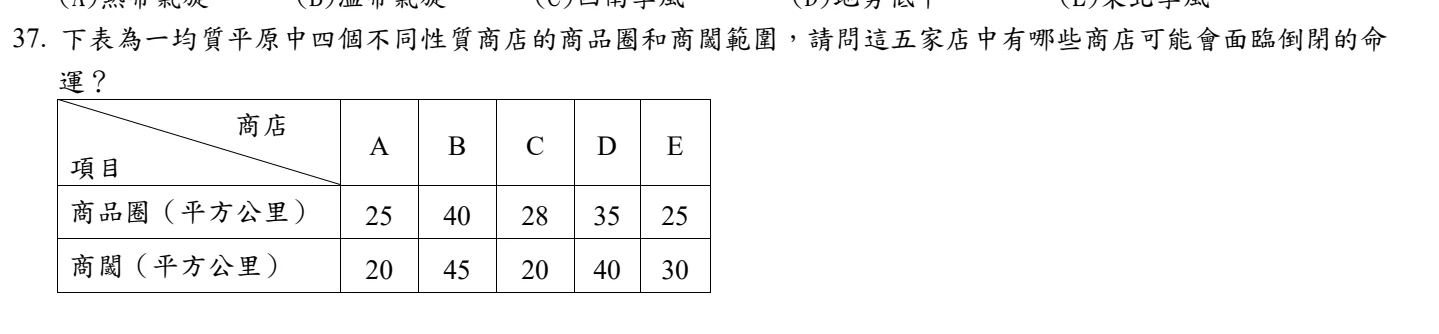 37. 下表為一均質平原中四個不同性質商店的商品圈和商閾範圍，請問這五家店中有哪些商店可能會面臨倒閉的命
運？
商店
項目
A B C D E
商品圈（平方公里） 25 40 28 35 25
商閾（平方公里） 20 45 20 40 30